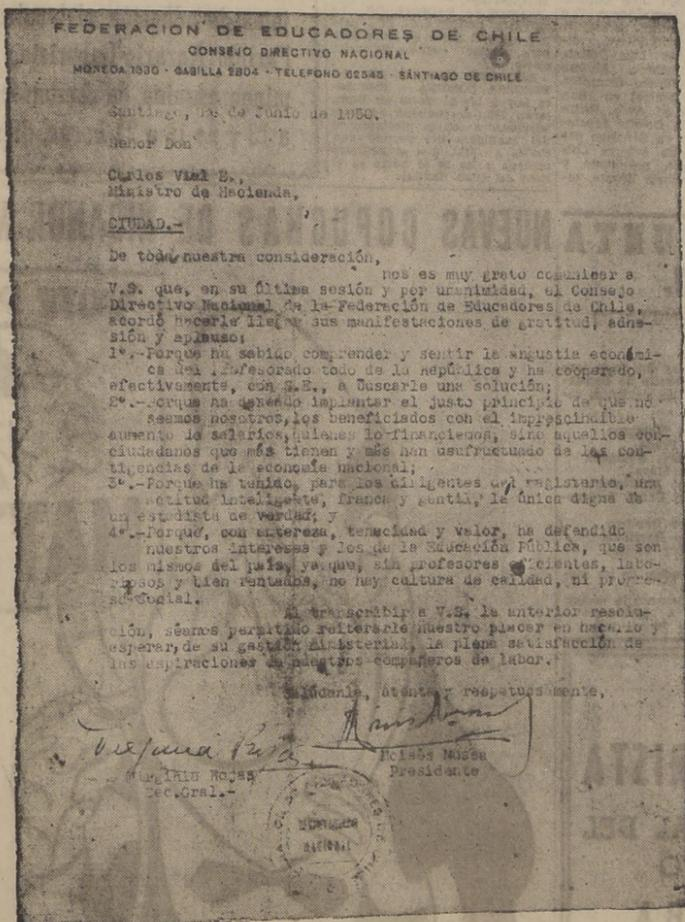 FEDERACION DE EDUCADORES DE CHILE
CONSEJO DIRECTIVO NACIONAL
MONEDA 1330 - CASILLA 2804 - TELEFONO 62545 - SANTIAGO DE CHILE
Santiago, de Junio de 1950.
Señor Don
Carlos Vial E.,
Ministro de Hacienda,
CIUDAD.-
De toda nuestra consideración,
nos es muy grato comunicar a
V.S. que, en su última sesión y por unanimidad, el Consejo
Directivo Nacional de la Federación de Educadores de Chile,
acordó hacerle llegar sus manifestaciones de gratitud, adhe-
sión y aplauso:
1º.-Porque ha sabido comprender y sentir la angustia económi-
ca del Profesorado todo de la República y ha cooperado,
efectivamente, con S.E., a buscarle una solución;
2º.-Porque ha deseado implantar el justo principio de que no
seamos nosotros, los beneficiados con el imprescindible
aumento de salarios, quienes lo financiemos, sino aquellos con-
ciudadanos que más tienen y más han usufructuado de las con-
tigencias de la economía nacional;
3º.-Porque ha tenido, para los dirigentes del magisterio, una
actitud inteligente, franca y gentil, la única digna de
un estadista de verdad; y
4º.-Porque, con entereza, tenacidad y valor, ha defendido
nuestros intereses y los de la Educación Pública, que son
los mismos del país, ya que, sin profesores eficientes, labo-
riosos y bien rentados, no hay cultura de calidad, ni progre-
so social.
Al transcribir a V.S. la anterior resolu-
ción, séamos permitido reiterarle nuestro placer en hacerlo y
esperar, de su gestión ministerial, la plena satisfacción de
las aspiraciones de nuestros compañeros de labor.
Salúdanle, atenta y respetuosamente,
Virginia Rojas
Sec.Gral.-
Moisés Mussa
Presidente